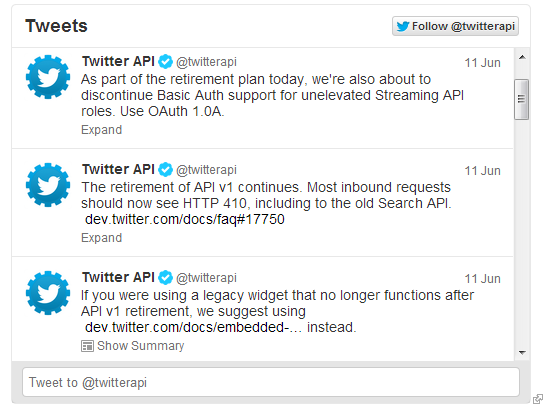 Tweets
Follow @twitterapi
Twitter API @twitterapi 11 Jun
As part of the retirement plan today, we're also about to
discontinue Basic Auth support for unelevated Streaming API
roles. Use OAuth 1.0A.
Expand
Twitter API @twitterapi 11 Jun
The retirement of API v1 continues. Most inbound requests
should now see HTTP 410, including to the old Search API.
dev.twitter.com/docs/faq#17750
Expand
Twitter API @twitterapi 11 Jun
If you were using a legacy widget that no longer functions after
API v1 retirement, we suggest using
dev.twitter.com/docs/embedded-… instead.
Show Summary
Tweet to @twitterapi